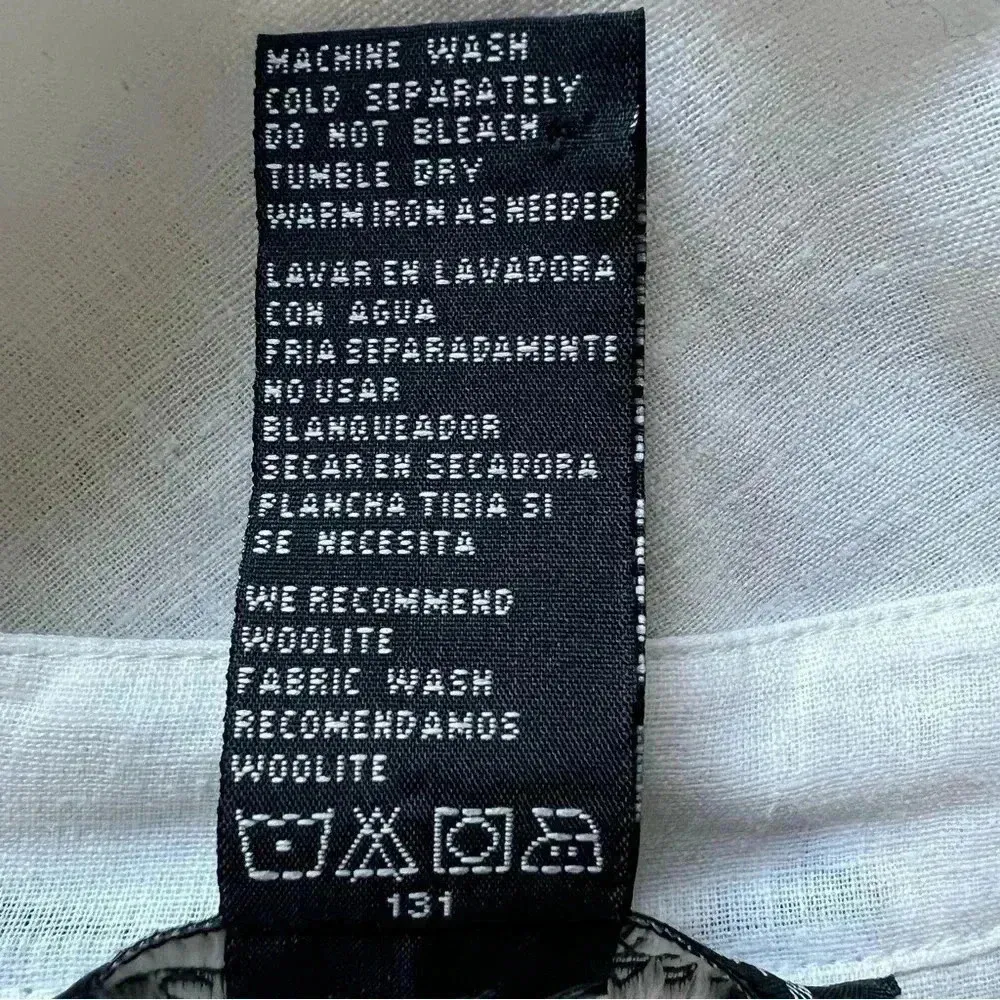 MACHINE WASH
COLD SEPARATELY
DO NOT BLEACH
TUMBLE DRY
WARM IRON AS NEEDED
LAVAR EN LAVADORA
CON AGUA
FRIA SEPARADAMENTE
NO USAR
BLANQUEADOR
SECAR EN SECADORA
PLANCHA TIBIA SI
SE NECESITA
WE RECOMMEND
WOOLITE
FABRIC WASH
RECOMENDAMOS
WOOLITE
131